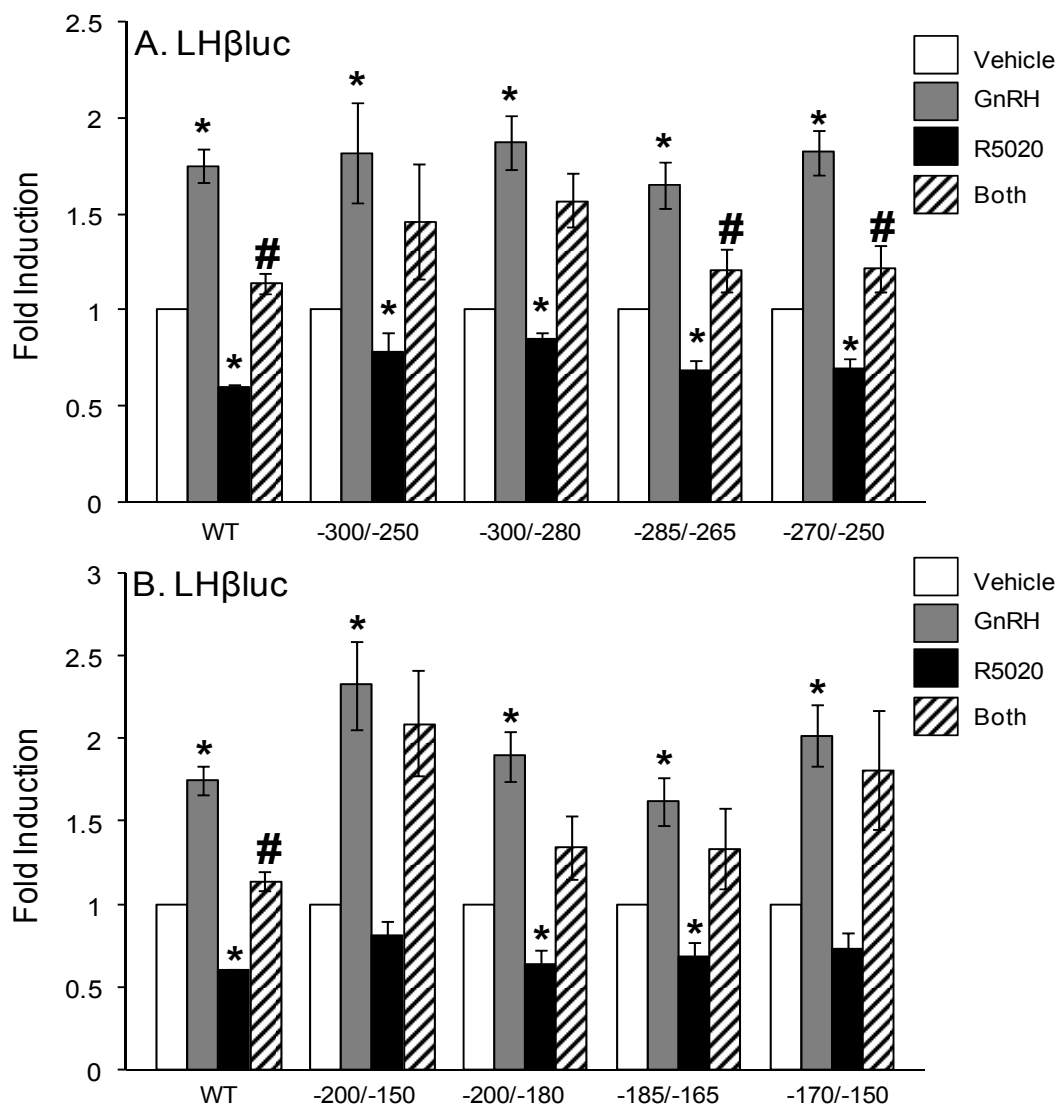 A. LHβluc
2.5
2
1.5
1
0.5
0
Fold Induction
* * * * *
# # #
* * * * *
WT -300/-250 -300/-280 -285/-265 -270/-250
Vehicle
GnRH
R5020
Both
B. LHβluc
3
2.5
2
1.5
1
0.5
0
Fold Induction
* * * * *
#
* * *
WT -200/-150 -200/-180 -185/-165 -170/-150
Vehicle
GnRH
R5020
Both